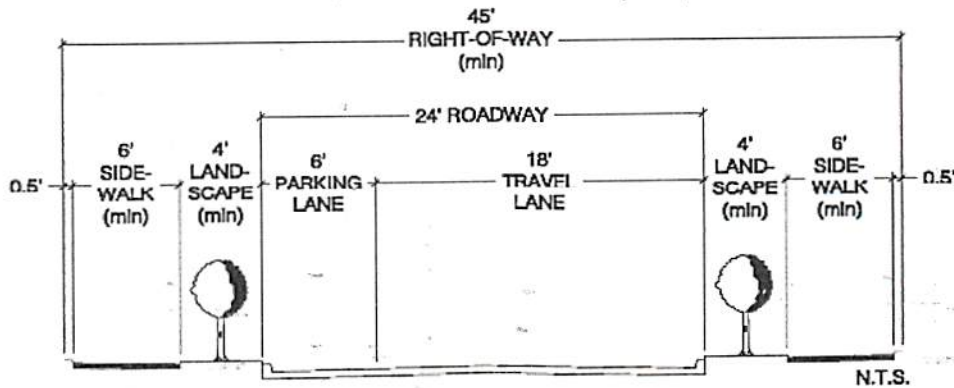 45'
RIGHT-OF-WAY
(min)
24' ROADWAY
0.5'
6'
SIDE-
WALK
(min)
4'
LAND-
SCAPE
(min)
6'
PARKING
LANE
18'
TRAVEL
LANE
4'
LAND-
SCAPE
(min)
6'
SIDE-
WALK
(min)
0.5'
N.T.S.